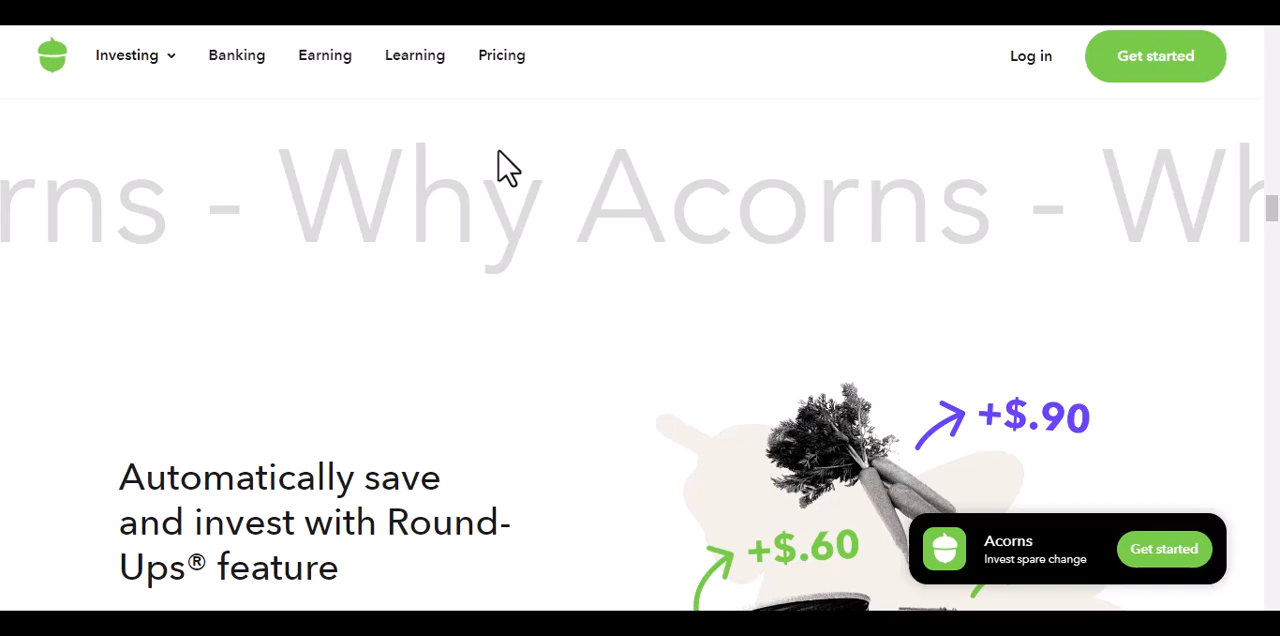 Investing Banking Earning Learning Pricing Log in Get started
rns - Why Acorns - Wh
+$.90
Automatically save
and invest with Round-
Ups® feature
+$.60
Acorns
Invest spare change
Get started